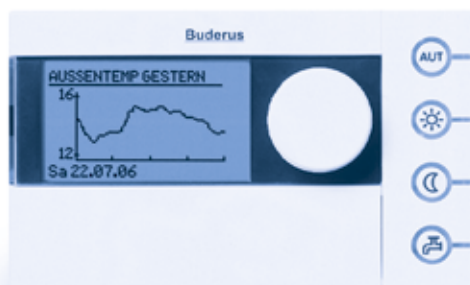 Buderus
AUSSENTEMP GESTERN
16
12
Sa 22.07.06
AUT